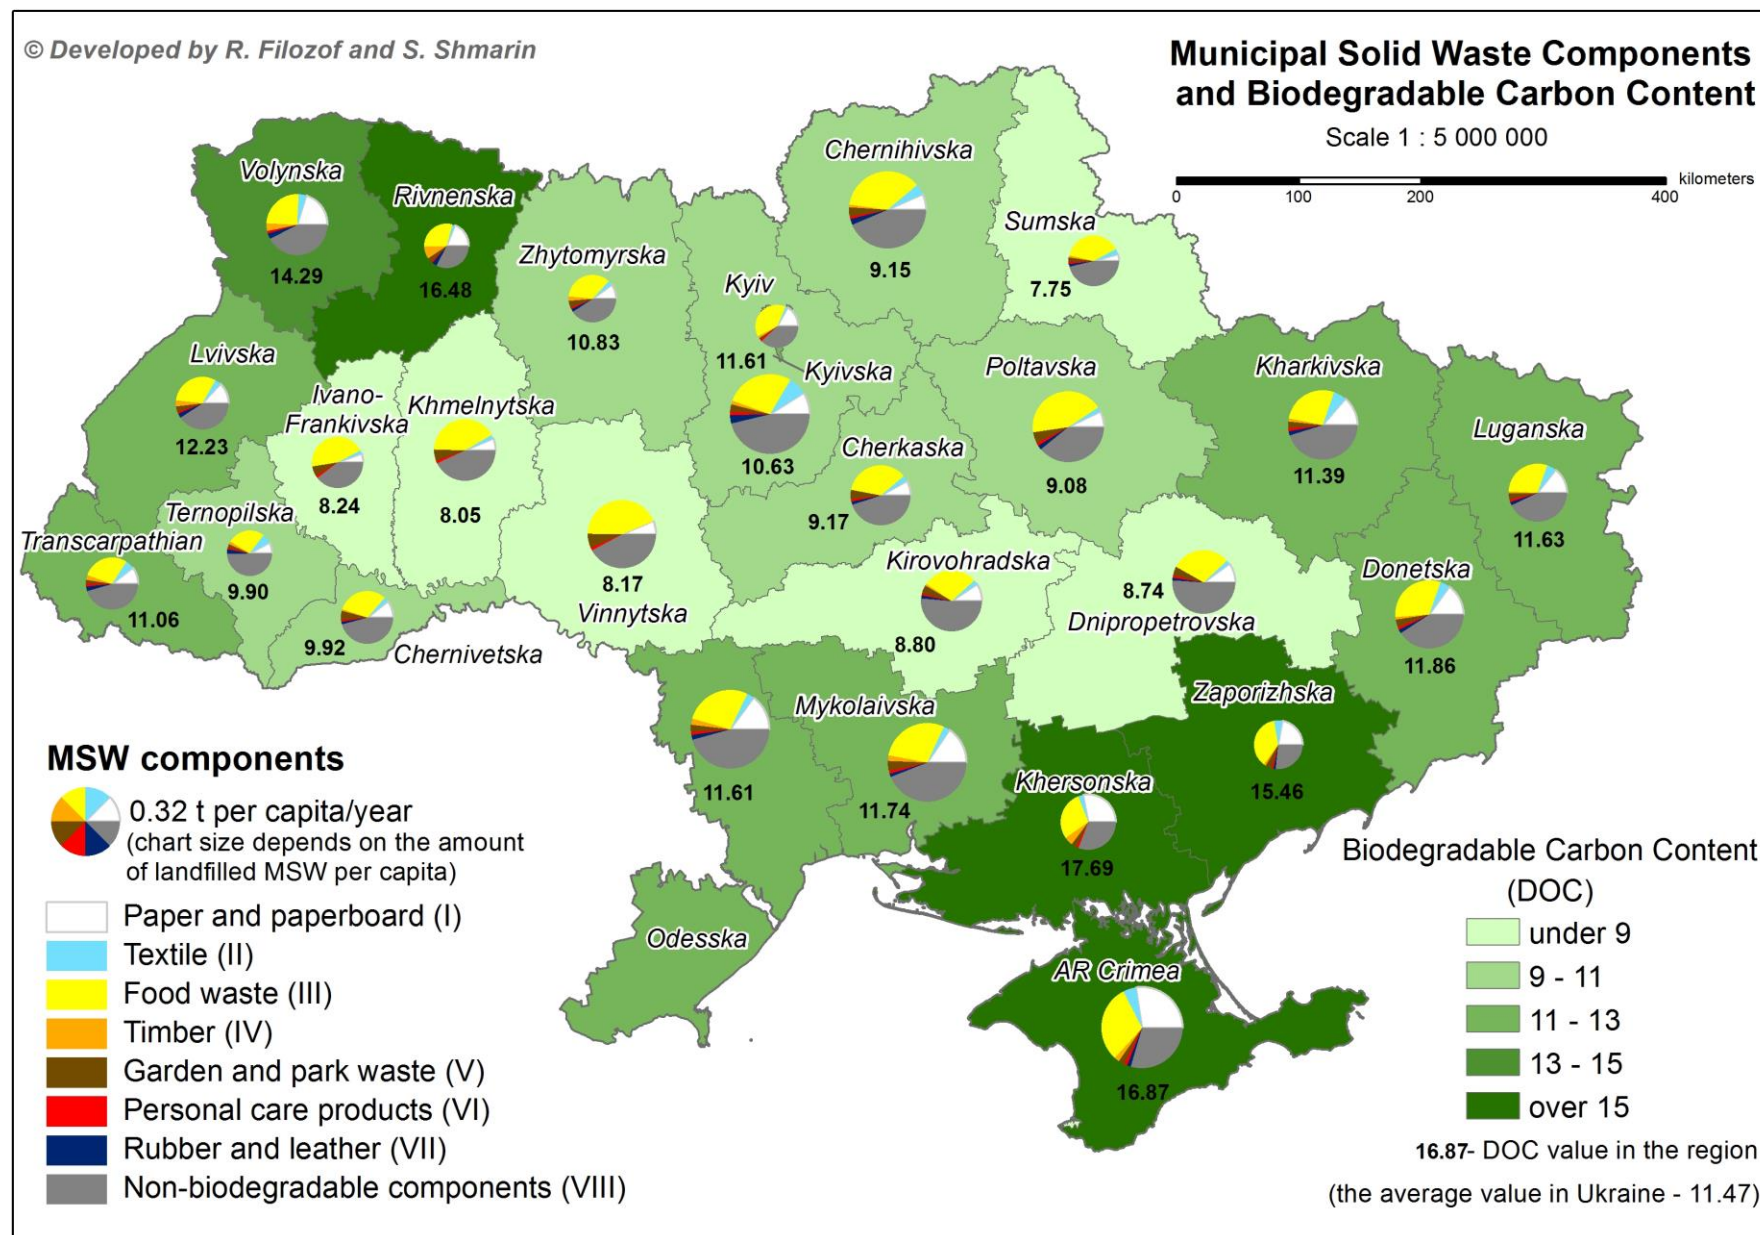 © Developed by R. Filozof and S. Shmarin
Municipal Solid Waste Components
and Biodegradable Carbon Content
Scale 1 : 5 000 000
kilometers
0 100 200 400
Volynska
14.29
Rivnenska
16.48
Zhytomyrska
10.83
Kyiv
11.61
Kyivska
10.63
Chernihivska
9.15
Sumska
7.75
Lvivska
12.23
Ivano-
Frankivska
8.24
Khmelnytska
8.05
Cherkaska
9.17
Poltavska
9.08
Kharkivska
11.39
Luganska
11.63
Transcarpathian
11.06
Ternopilska
9.90
9.92
Chernivetska
8.17
Vinnytska
Kirovohradska
8.80
8.74
Dnipropetrovska
Donetska
11.86
11.61
Odesska
Mykolaivska
11.74
Khersonska
17.69
Zaporizhska
15.46
AR Crimea
16.87
MSW components
0.32 t per capita/year
(chart size depends on the amount
of landfilled MSW per capita)
Paper and paperboard (I)
Textile (II)
Food waste (III)
Timber (IV)
Garden and park waste (V)
Personal care products (VI)
Rubber and leather (VII)
Non-biodegradable components (VIII)
Biodegradable Carbon Content
(DOC)
under 9
9 - 11
11 - 13
13 - 15
over 15
16.87- DOC value in the region
(the average value in Ukraine - 11.47)